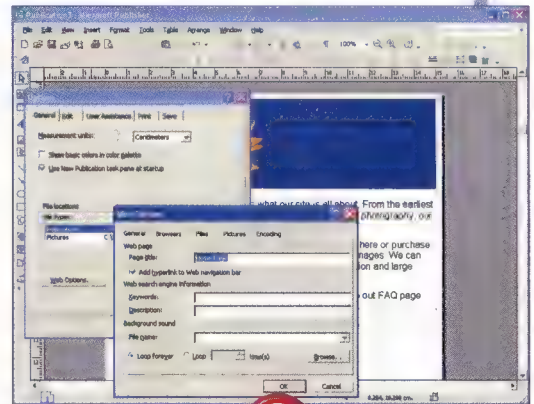 Publication1 - Microsoft Publisher
File Edit View Insert Format Tools Table Arrange Window Help
100%
General Edit User Assistance Print Save
Measurement units: Centimeters
Show basic colors in color palette
Use New Publication task pane at startup
File locations
File types:
Pictures C:\
Web Options...
what our site is all about. From the earliest
photography, our
here or purchase
images. We can
ion and large
out FAQ page
General Browsers Files Pictures Encoding
Web page
Page title:
Add hyperlink to Web navigation bar
Web search engine information
Keywords:
Description:
Background sound
File name:
Loop forever Loop time(s) Browse...
OK Cancel